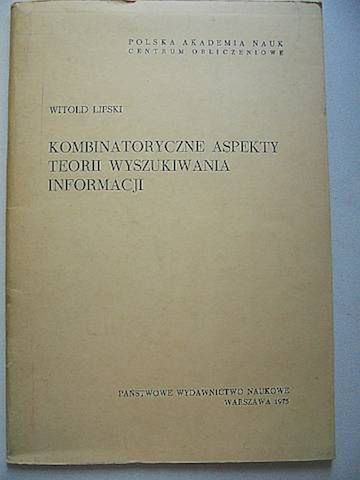 POLSKA AKADEMIA NAUK
CENTRUM OBLICZENIOWE
WITOLD LIPSKI
KOMBINATORYCZNE ASPEKTY
TEORII WYSZUKIWANIA
INFORMACJI
PAŃSTWOWE WYDAWNICTWO NAUKOWE
WARSZAWA 1975